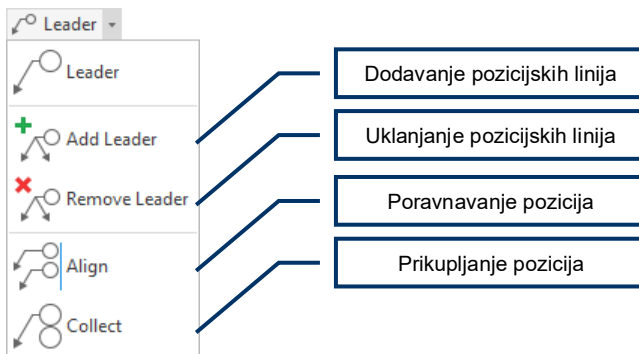 Leader
Leader
Add Leader
Remove Leader
Align
Collect
Dodavanje pozicijskih linija
Uklanjanje pozicijskih linija
Poravnavanje pozicija
Prikupljanje pozicija